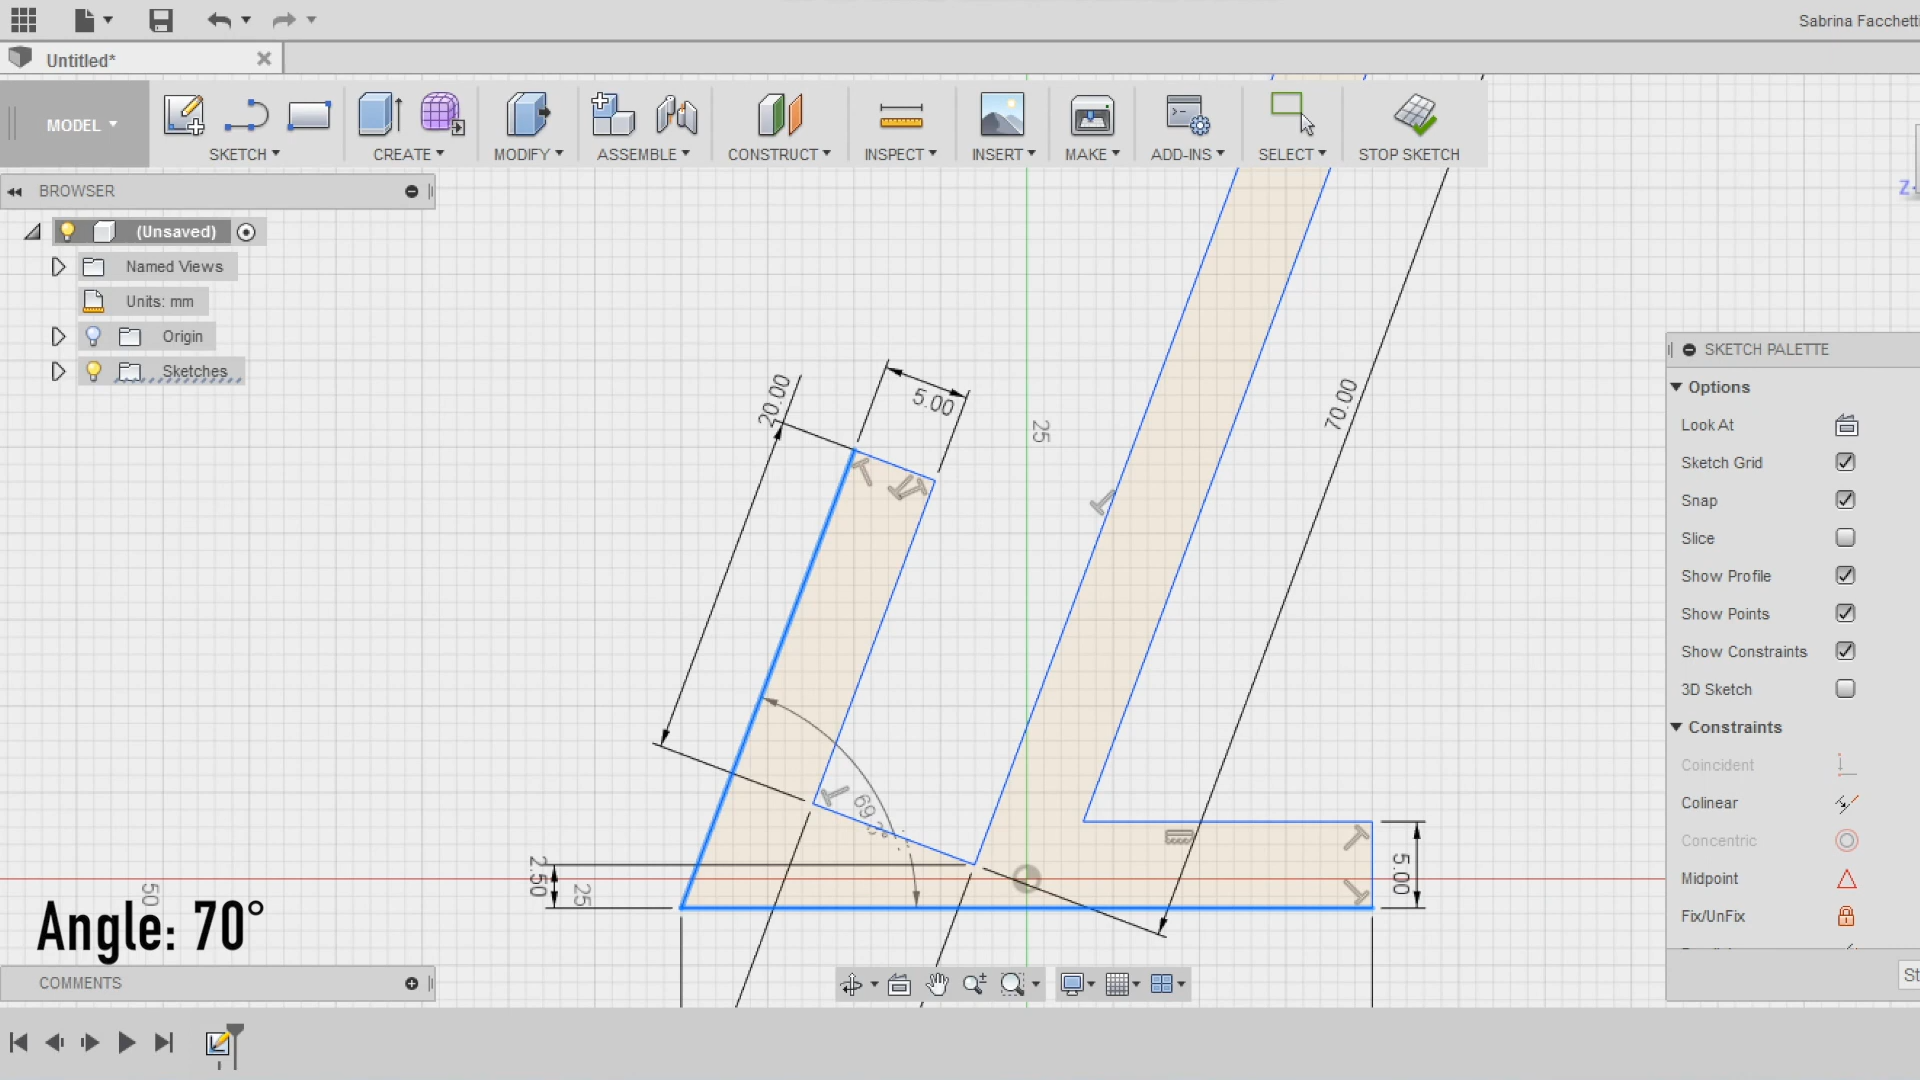 Sabrina Facchetti
Untitled*
MODEL
SKETCH
CREATE
MODIFY
ASSEMBLE
CONSTRUCT
INSPECT
INSERT
MAKE
ADD-INS
SELECT
STOP SKETCH
BROWSER
Z
(Unsaved)
Named Views
Units: mm
Origin
Sketches
SKETCH PALETTE
Options
Look At
Sketch Grid
Snap
Slice
Show Profile
Show Points
Show Constraints
3D Sketch
Constraints
Coincident
Colinear
Concentric
Midpoint
Fix/UnFix
St
20.00
5.00
25
70.00
2.50
25
5.00
50
Angle: 70°
COMMENTS